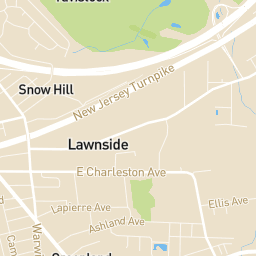 Snow Hill
New Jersey Turnpike
Lawnside
E Charleston Ave
Ellis Ave
Lapierre Ave
Ashland Ave